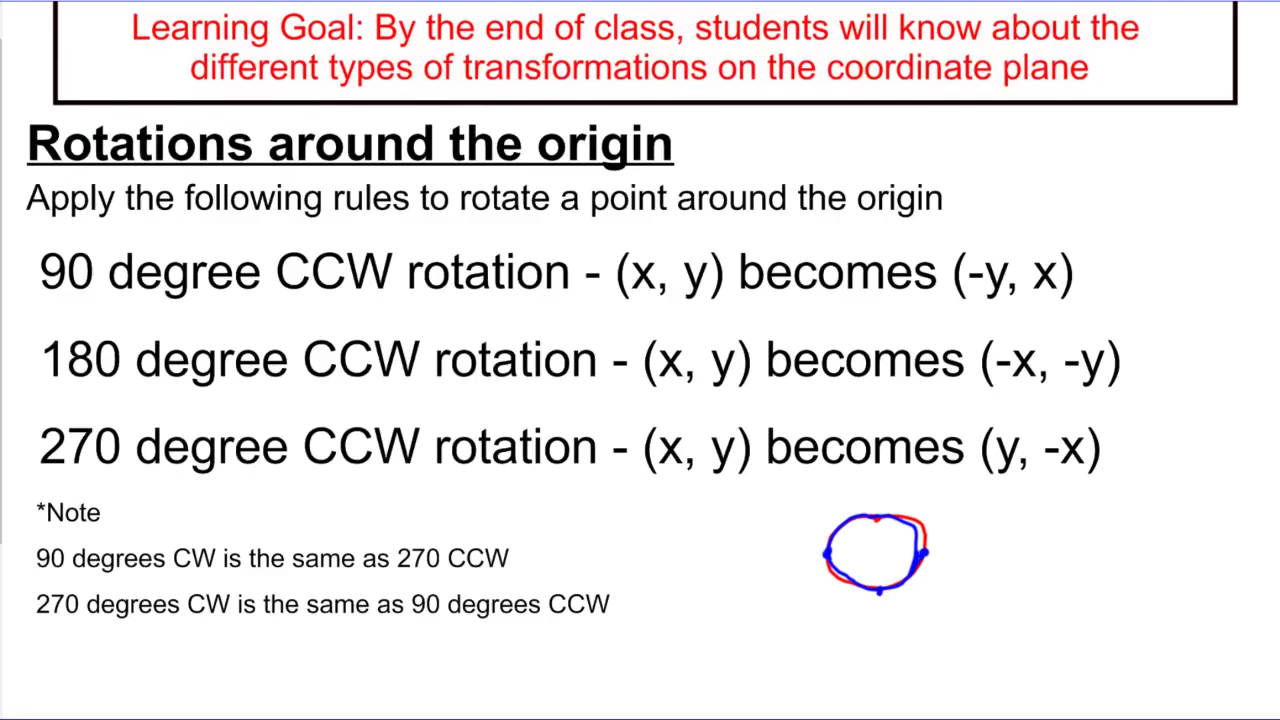 Learning Goal: By the end of class, students will know about the
different types of transformations on the coordinate plane
Rotations around the origin
Apply the following rules to rotate a point around the origin
90 degree CCW rotation - (x, y) becomes (-y, x)
180 degree CCW rotation - (x, y) becomes (-x, -y)
270 degree CCW rotation - (x, y) becomes (y, -x)
*Note
90 degrees CW is the same as 270 CCW
270 degrees CW is the same as 90 degrees CCW